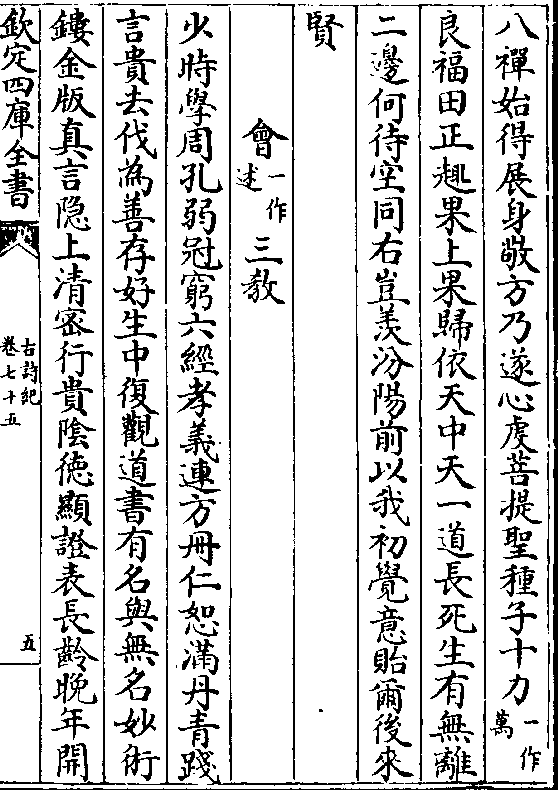 八禪始得展身敬方乃遂心虔菩提聖種子十力一作萬
良福田正趣果上果歸依天中天一道長死生有無離
二邊何待空同右豈羨汾陽前以我初覺意貽爾後來
賢
會一作述三教
少時學周孔弱冠窮六經孝義連方冊仁恕滿丹青踐
言貴去伐為善存好生中復觀道書有名與無名妙術
鏤金版真言隐上清密行貴陰德顯證表長齡晚年開
欽定四庫全書
古詩紀
卷七十五
五